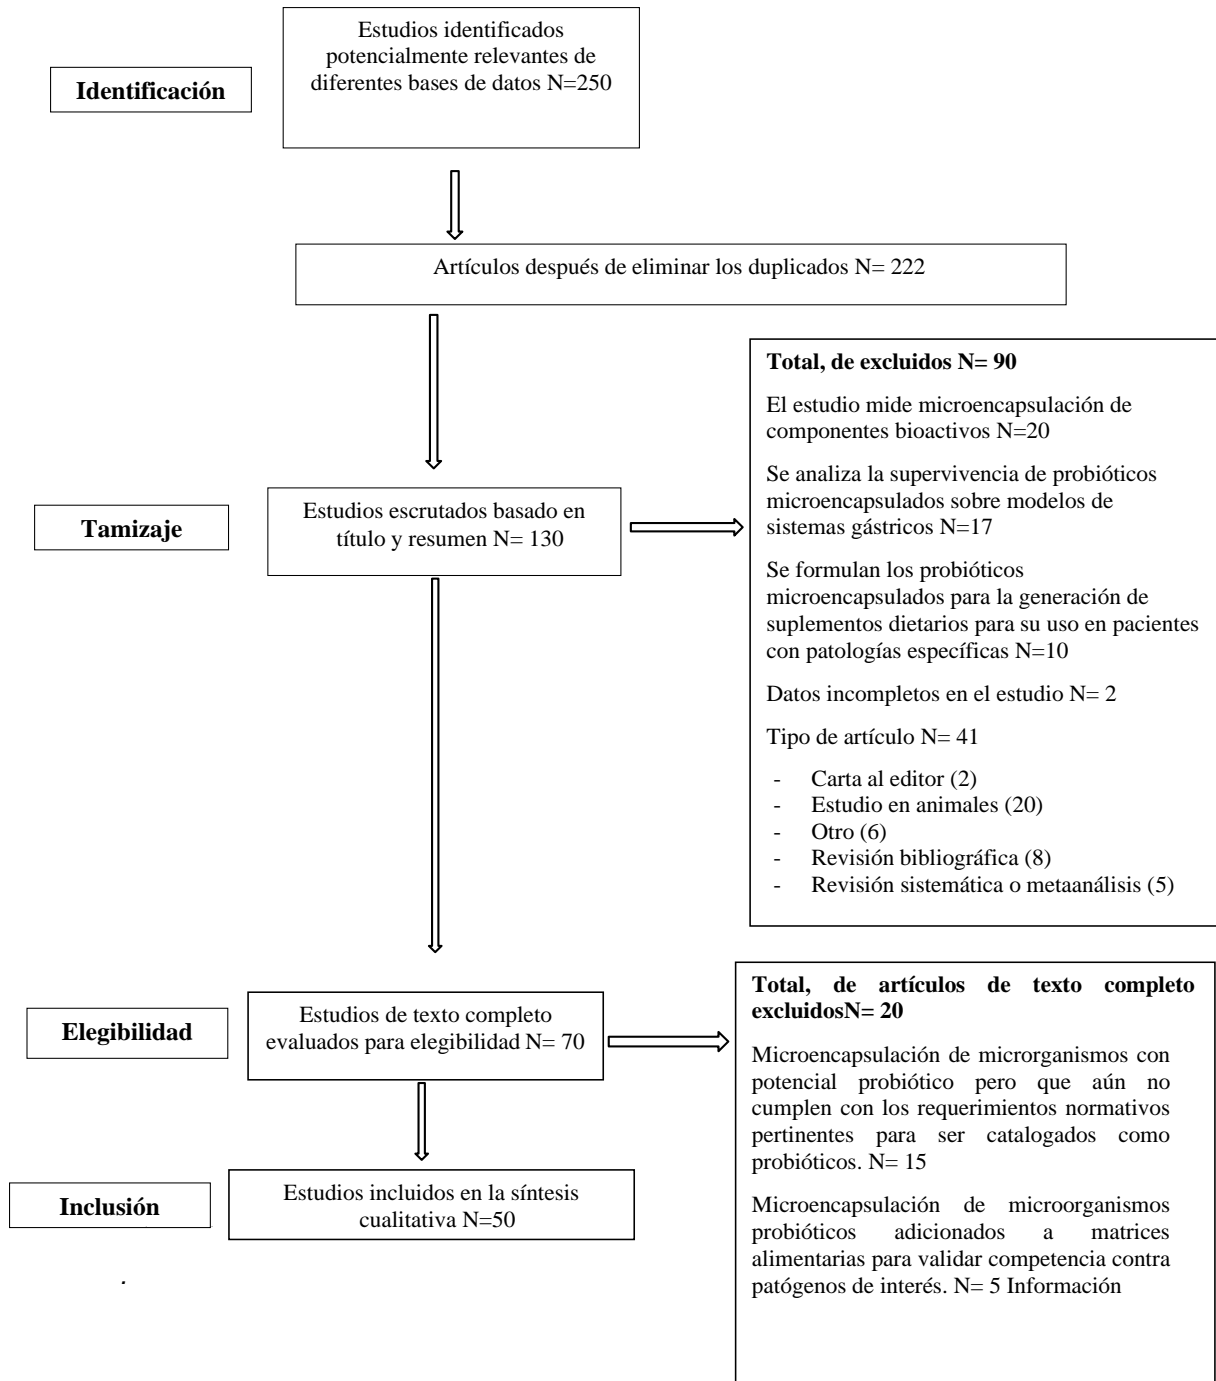 Estudios identificados
potencialmente relevantes de
diferentes bases de datos N=250
Identificación
Artículos después de eliminar los duplicados N= 222
Tamizaje
Estudios escrutados basado en
título y resumen N= 130
Total, de excluidos N= 90
El estudio mide microencapsulación de
componentes bioactivos N=20
Se analiza la supervivencia de probióticos
microencapsulados sobre modelos de
sistemas gástricos N=17
Se formulan los probióticos
microencapsulados para la generación de
suplementos dietarios para su uso en pacientes
con patologías específicas N=10
Datos incompletos en el estudio N= 2
Tipo de artículo N= 41
- Carta al editor (2)
- Estudio en animales (20)
- Otro (6)
- Revisión bibliográfica (8)
- Revisión sistemática o metaanálisis (5)
Elegibilidad
Estudios de texto completo
evaluados para elegibilidad N= 70
Total, de artículos de texto completo
excluidosN= 20
Microencapsulación de microrganismos con
potencial probiótico pero que aún no
cumplen con los requerimientos normativos
pertinentes para ser catalogados como
probióticos. N= 15
Microencapsulación de microorganismos
probióticos adicionados a matrices
alimentarias para validar competencia contra
patógenos de interés. N= 5 Información
Inclusión
Estudios incluidos en la síntesis
cualitativa N=50
.